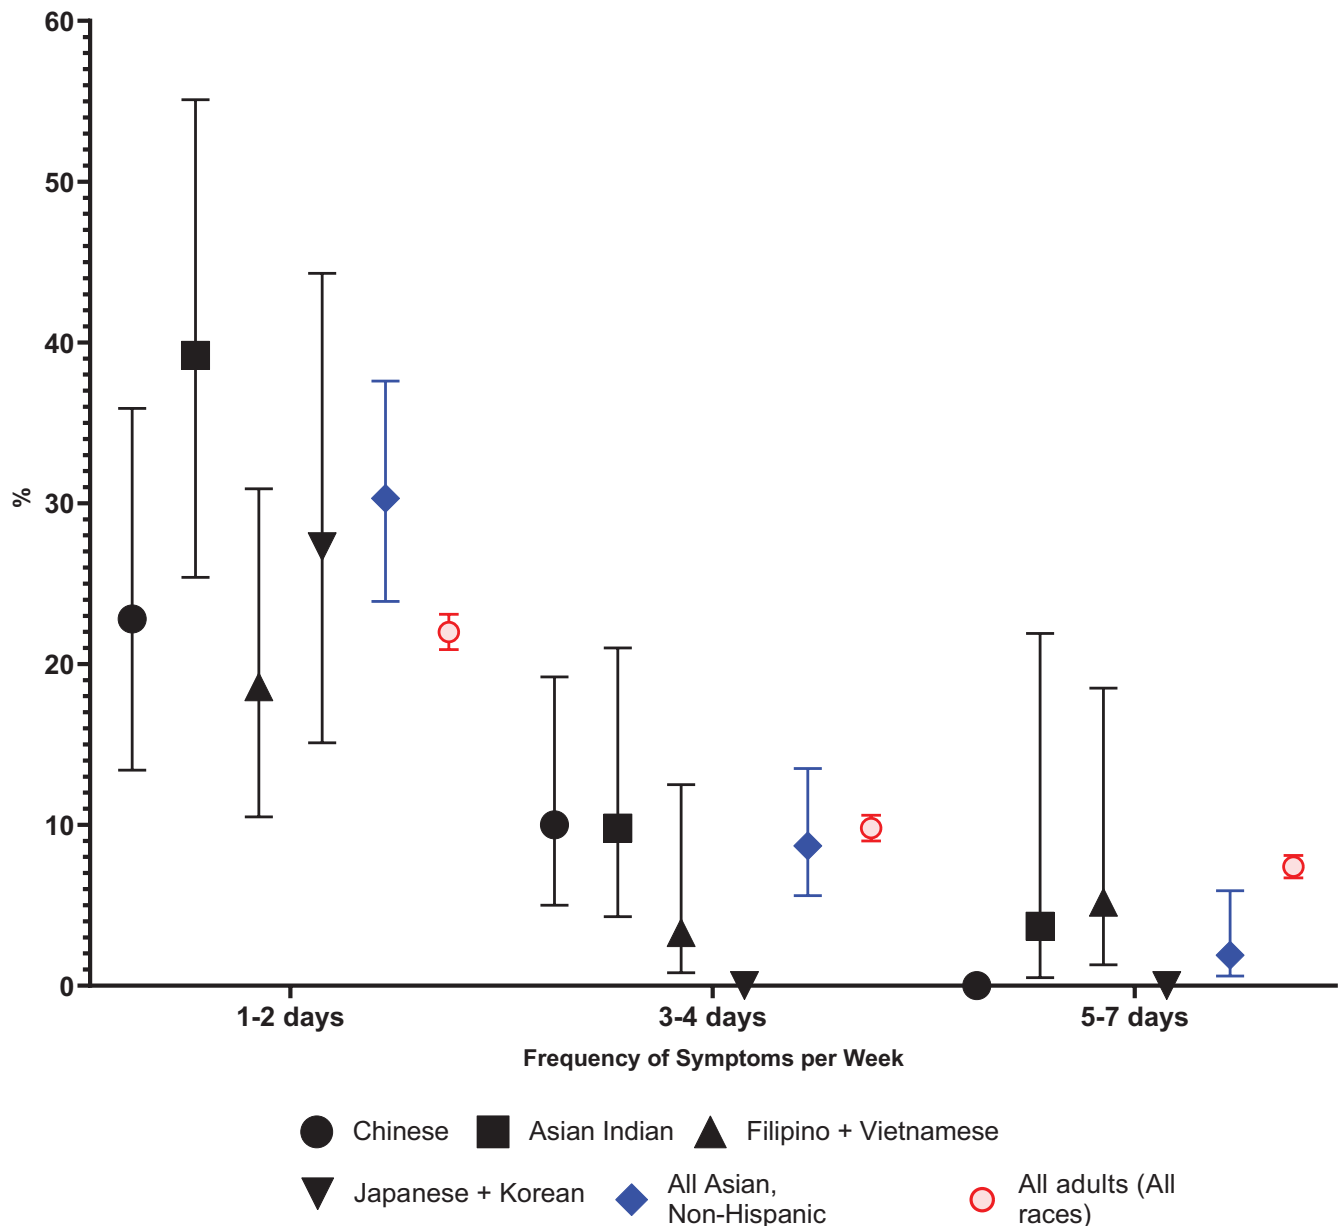 60
50
40
30
20
10
0
%
1-2 days
3-4 days
5-7 days
Frequency of Symptoms per Week
Chinese
Asian Indian
Filipino + Vietnamese
Japanese + Korean
All Asian,
Non-Hispanic
All adults (All
races)